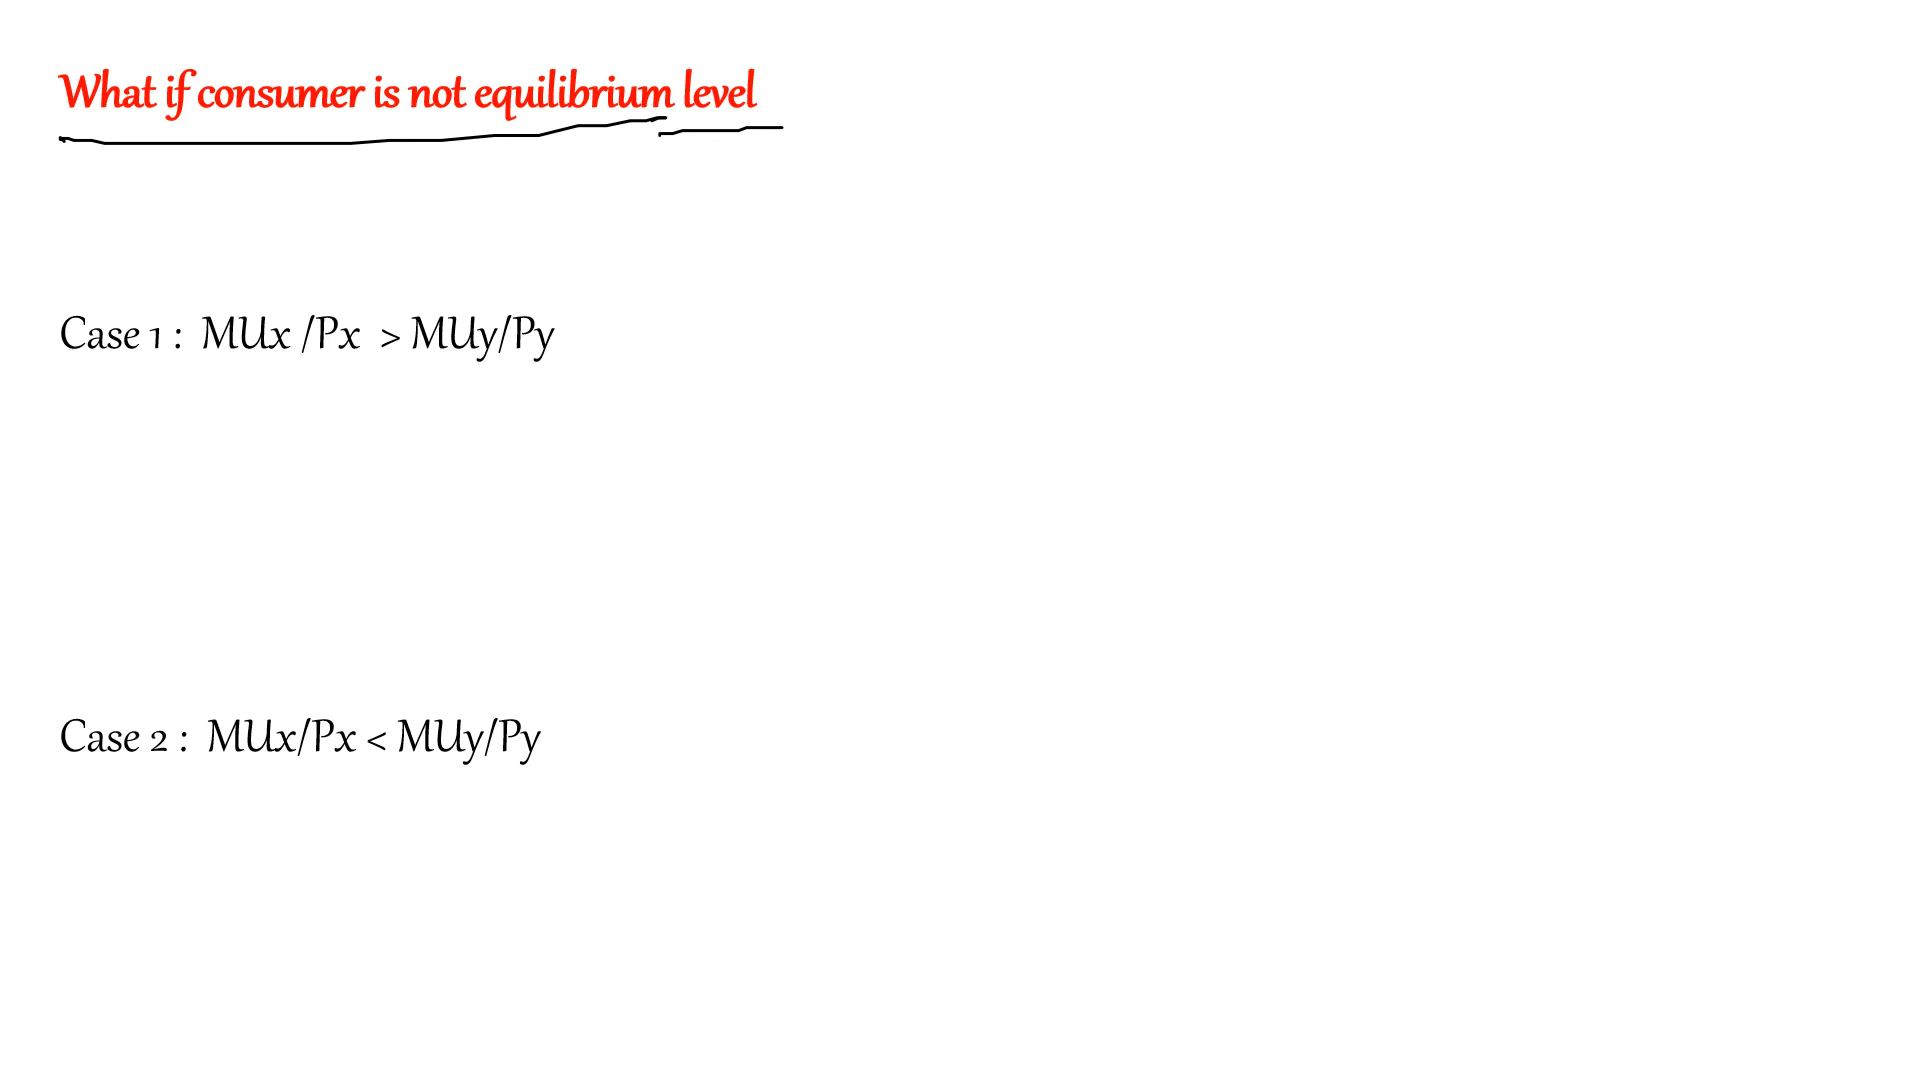 What if consumer is not equilibrium level
Case 1 : MUx /Px > MUy/Py
Case 2 : MUx/Px < MUy/Py